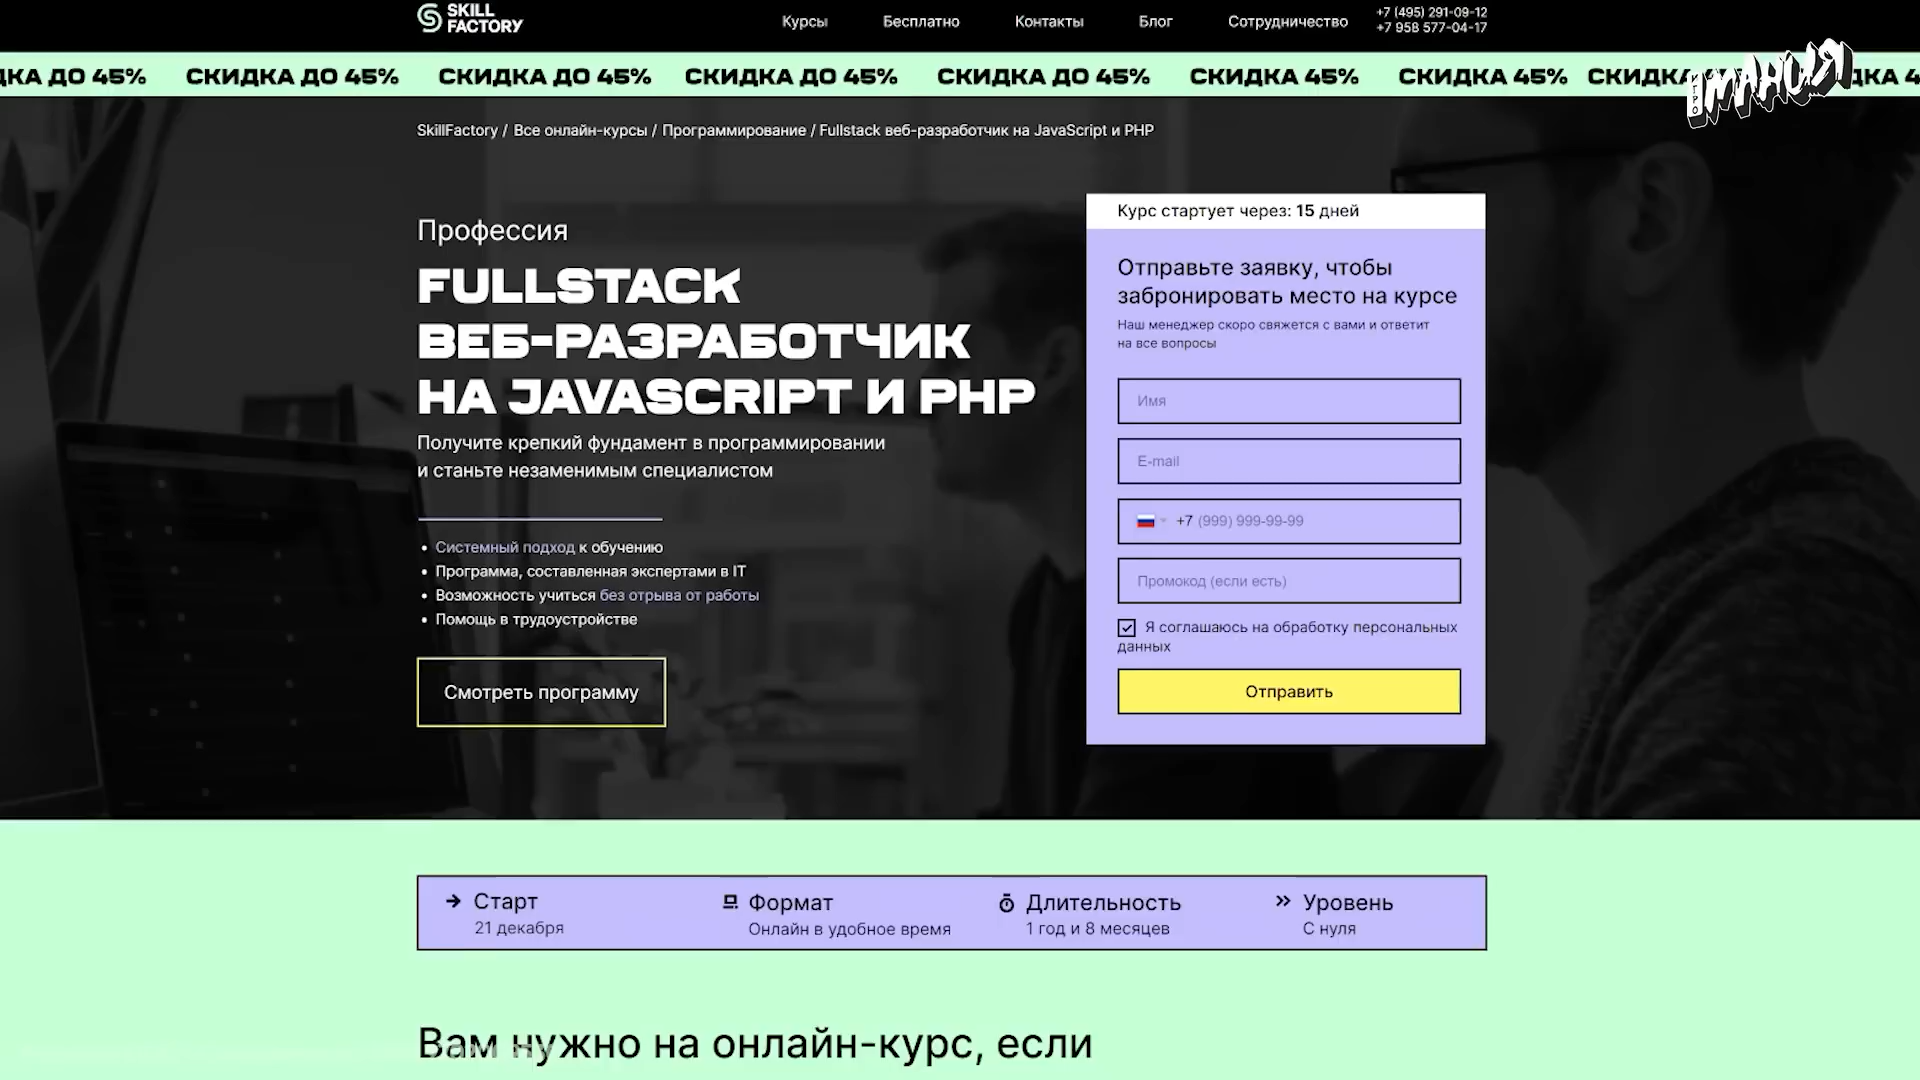 SKILL
FACTORY
Курсы
Бесплатно
Контакты
Блог
Сотрудничество
+7 (495) 291-09-12
+7 958 577-04-17
КА ДО 45% СКИДКА ДО 45% СКИДКА ДО 45% СКИДКА ДО 45% СКИДКА ДО 45% СКИДКА 45% СКИДКА 45%
МАНИЯ
SkillFactory / Все онлайн-курсы / Программирование / Fullstack веб-разработчик на JavaScript и PHP
Профессия
FULLSTACK
ВЕБ-РАЗРАБОТЧИК
НА JAVASCRIPT И PHP
Получите крепкий фундамент в программировании
и станьте незаменимым специалистом
• Системный подход к обучению
• Программа, составленная экспертами в IT
• Возможность учиться без отрыва от работы
• Помощь в трудоустройстве
Смотреть программу
Курс стартует через: 15 дней
Отправьте заявку, чтобы
забронировать место на курсе
Наш менеджер скоро свяжется с вами и ответит
на все вопросы
Имя
E-mail
+7 (999) 999-99-99
Промокод (если есть)
Я соглашаюсь на обработку персональных
данных
Отправить
Старт
21 декабря
Формат
Онлайн в удобное время
Длительность
1 год и 8 месяцев
Уровень
С нуля
Вам нужно на онлайн-курс, если